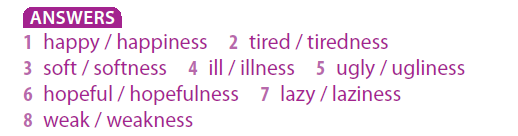 ANSWERS
1 happy / happiness 2 tired / tiredness
3 soft / softness 4 ill / illness 5 ugly / ugliness
6 hopeful / hopefulness 7 lazy / laziness
8 weak / weakness